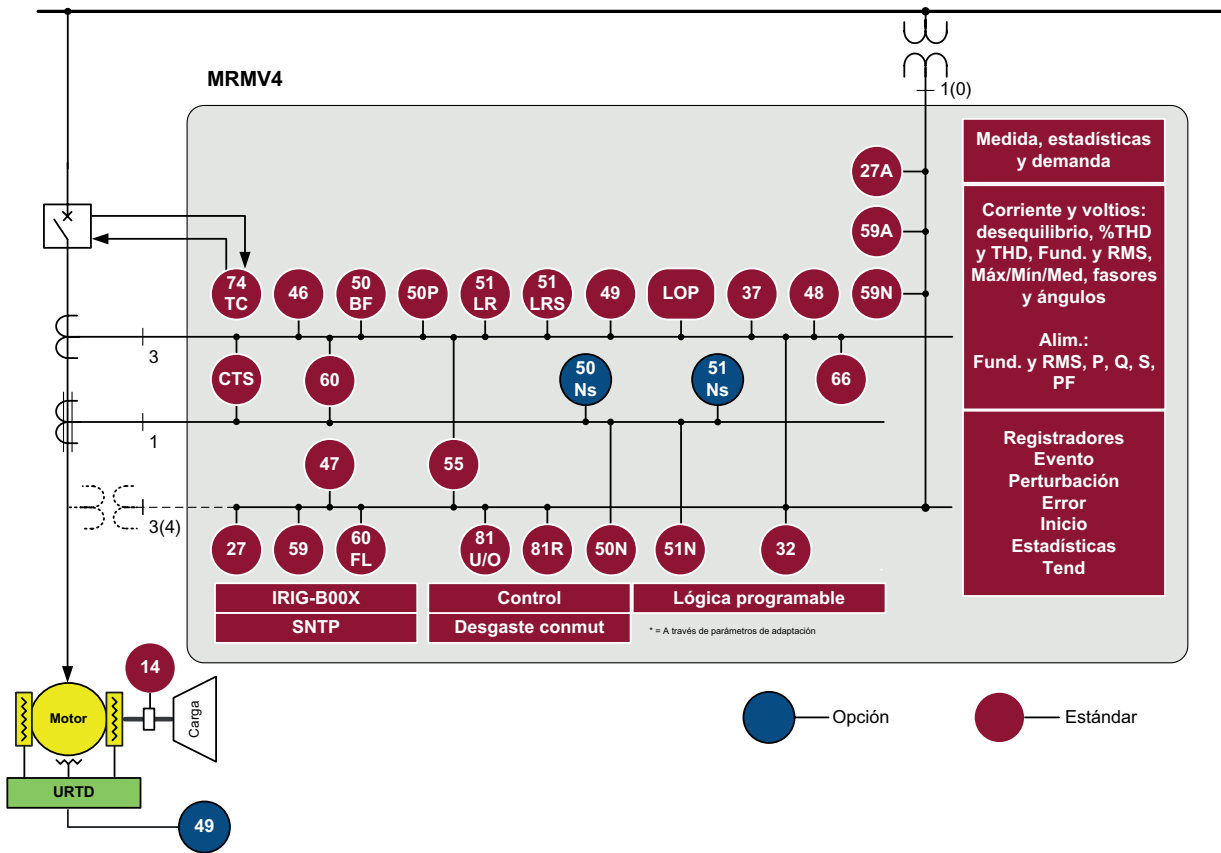 MRMV4
1(0)
Medida, estadísticas
y demanda
27A
Corriente y voltios:
desequilibrio, %THD
y THD, Fund. y RMS,
Máx/Mín/Med, fasores
y ángulos
Alim.:
Fund. y RMS, P, Q, S,
PF
59A
74
TC
46
50
BF
50P
51
LR
51
LRS
49
LOP
37
48
59N
3
CTS
60
50
Ns
51
Ns
66
1
Registradores
Evento
Perturbación
Error
Inicio
Estadísticas
Tend
47
55
3(4)
27
59
60
FL
81
U/O
81R
50N
51N
32
IRIG-B00X
Control
Lógica programable
SNTP
Desgaste conmut
* = A través de parámetros de adaptación
14
Motor
Carga
Opción
Estándar
URTD
49